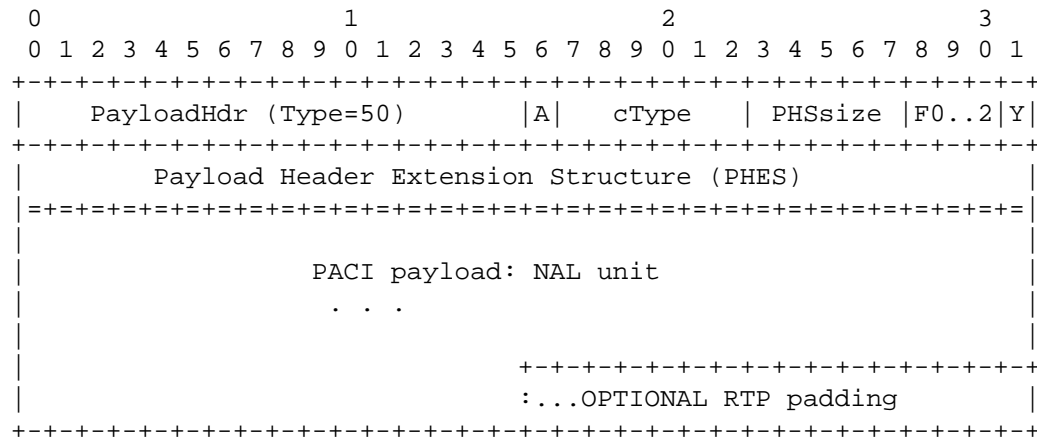 0                   1                   2                   3
 0 1 2 3 4 5 6 7 8 9 0 1 2 3 4 5 6 7 8 9 0 1 2 3 4 5 6 7 8 9 0 1
+-+-+-+-+-+-+-+-+-+-+-+-+-+-+-+-+-+-+-+-+-+-+-+-+-+-+-+-+-+-+-+-+
|    PayloadHdr (Type=50)       |A|   cType   | PHSsize |F0..2|Y|
+-+-+-+-+-+-+-+-+-+-+-+-+-+-+-+-+-+-+-+-+-+-+-+-+-+-+-+-+-+-+-+-+
|        Payload Header Extension Structure (PHES)              |
|=+=+=+=+=+=+=+=+=+=+=+=+=+=+=+=+=+=+=+=+=+=+=+=+=+=+=+=+=+=+=+=|
|                                                               |
|                  PACI payload: NAL unit                       |
|                   . . .                                       |
|                                                               |
|                               +-+-+-+-+-+-+-+-+-+-+-+-+-+-+-+-+
|                               :...OPTIONAL RTP padding        |
+-+-+-+-+-+-+-+-+-+-+-+-+-+-+-+-+-+-+-+-+-+-+-+-+-+-+-+-+-+-+-+-+